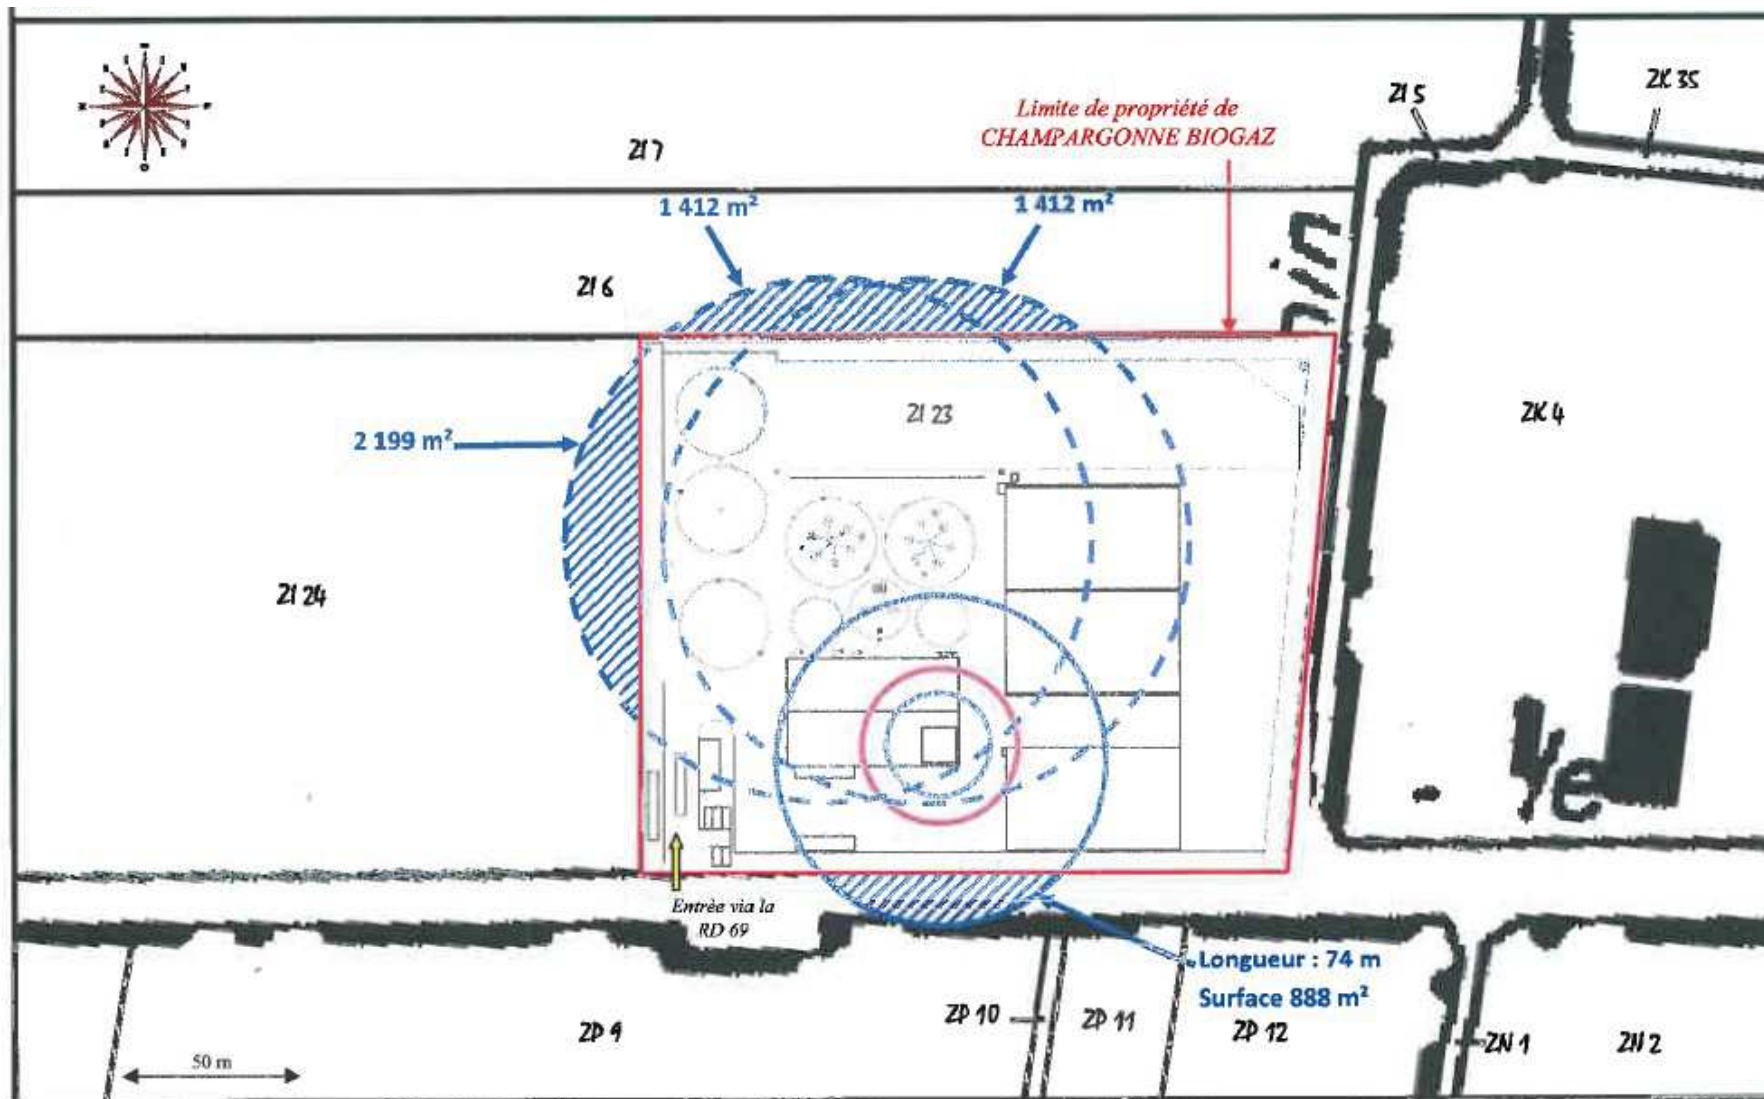 ZI 5
ZK 35
Limite de propriété de
CHAMPARGONNE BIOGAZ
ZI 7
1 412 m²
1 412 m²
ZI 6
ZI 23
ZK 4
2 199 m²
ZI 24
Ye
Entrée via la
RD 69
Longueur : 74 m
Surface 888 m²
ZP 9
ZP 10
ZP 11
ZP 12
ZN 1
ZN 2
50 m